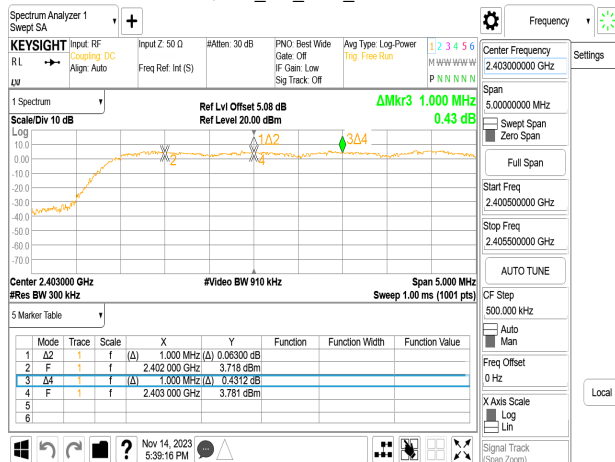 Spectrum Analyzer 1
Swept SA
Frequency
KEYSIGHT
Input: RF
Coupling: DC
Align: Auto
Input Z: 50 Ω
Freq Ref: Int (S)
#Atten: 30 dB
PNO: Best Wide
Gate: Off
IF Gain: Low
Sig Track: Off
Avg Type: Log-Power
Trig: Free Run
1 2 3 4 5 6
M W W W W W
P N N N N N
R L
LXI
1 Spectrum
Scale/Div 10 dB
Ref Lvl Offset 5.08 dB
Ref Level 20.00 dBm
ΔMkr3 1.000 MHz
0.43 dB
Log
10.0
0.00
-10.0
-20.0
-30.0
-40.0
-50.0
-60.0
-70.0
2
1Δ2
4
3Δ4
Center 2.403000 GHz
#Res BW 300 kHz
#Video BW 910 kHz
Span 5.000 MHz
Sweep 1.00 ms (1001 pts)
5 Marker Table
Mode Trace Scale X Y Function Function Width Function Value
1 Δ2 1 f (Δ) 1.000 MHz (Δ) 0.06300 dB
2 F 1 f 2.402 000 GHz 3.718 dBm
3 Δ4 1 f (Δ) 1.000 MHz (Δ) 0.4312 dB
4 F 1 f 2.403 000 GHz 3.781 dBm
5
6
Nov 14, 2023
5:39:16 PM
Center Frequency
2.403000000 GHz
Settings
Span
5.00000000 MHz
Swept Span
Zero Span
Full Span
Start Freq
2.400500000 GHz
Stop Freq
2.405500000 GHz
AUTO TUNE
CF Step
500.000 kHz
Auto
Man
Freq Offset
0 Hz
X Axis Scale
Log
Lin
Local
Signal Track
(Span Zoom)